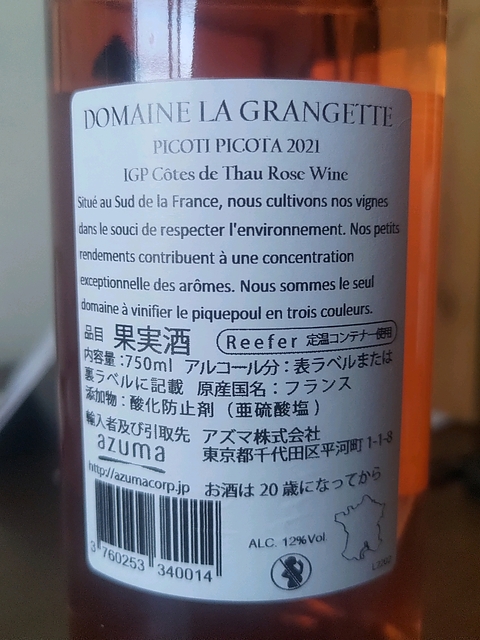 DOMAINE LA GRANGETTE
PICOTI PICOTA 2021
IGP Côtes de Thau Rose Wine
Situé au Sud de la France, nous cultivons nos vignes
dans le souci de respecter l'environnement. Nos petits
rendements contribuent à une concentration
exceptionnelle des arômes. Nous sommes le seul
domaine à vinifier le piquepoul en trois couleurs.
品目 果実酒 Reefer 定温コンテナー使用
内容量:750ml アルコール分:表ラベルまたは
裏ラベルに記載 原産国名:フランス
添加物:酸化防止剤(亜硫酸塩)
輸入者及び引取先 アズマ株式会社
azuma 東京都千代田区平河町 1-1-8
http://azumacorp.jp お酒は20歳になってから
ALC. 12% Vol.
3 760253 340014